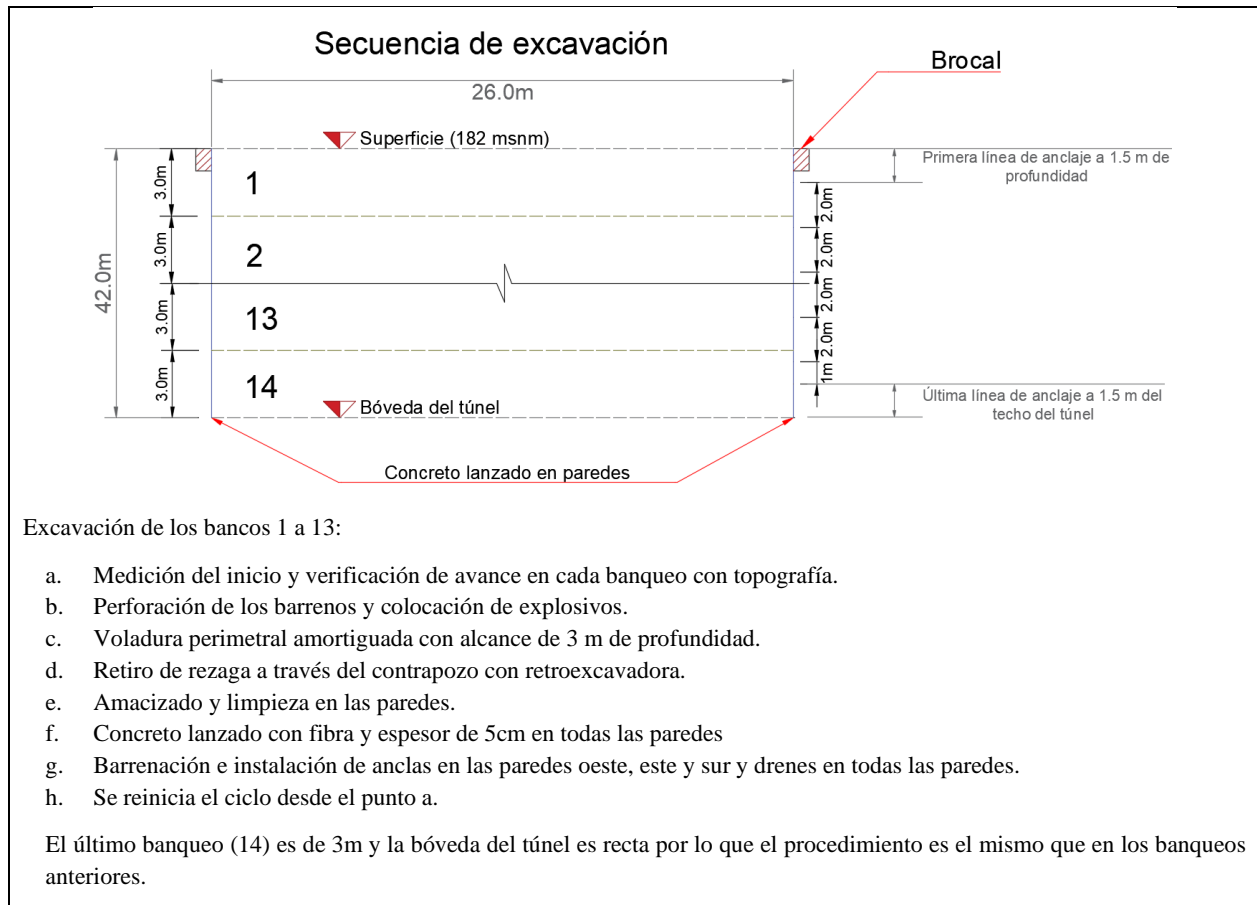 Secuencia de excavación
Brocal
26.0m
Superficie (182 msnm)
Primera línea de anclaje a 1.5 m de
profundidad
3.0m
1
2.0m
3.0m
2
2.0m
42.0m
2.0m
3.0m
13
2.0m
3.0m
14
1m
Bóveda del túnel
Última línea de anclaje a 1.5 m del
techo del túnel
Concreto lanzado en paredes
Excavación de los bancos 1 a 13:
a. Medición del inicio y verificación de avance en cada banqueo con topografía.
b. Perforación de los barrenos y colocación de explosivos.
c. Voladura perimetral amortiguada con alcance de 3 m de profundidad.
d. Retiro de rezaga a través del contrapozo con retroexcavadora.
e. Amacizado y limpieza en las paredes.
f. Concreto lanzado con fibra y espesor de 5cm en todas las paredes
g. Barrenación e instalación de anclas en las paredes oeste, este y sur y drenes en todas las paredes.
h. Se reinicia el ciclo desde el punto a.
El último banqueo (14) es de 3m y la bóveda del túnel es recta por lo que el procedimiento es el mismo que en los banqueos
anteriores.